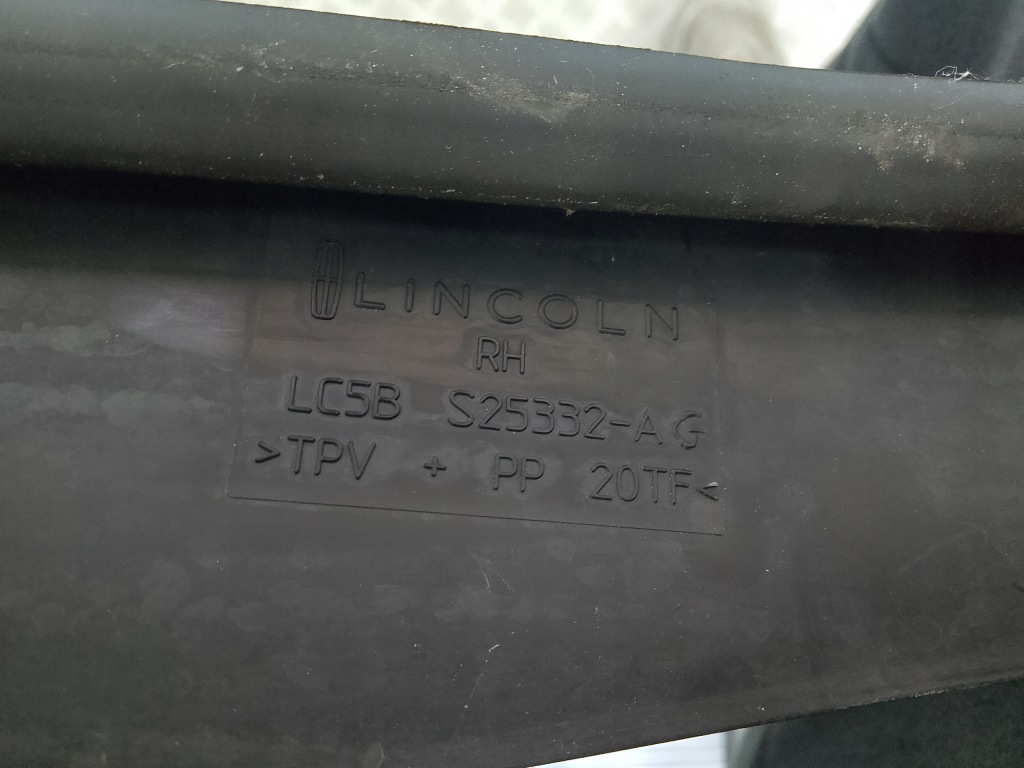 LINCOLN
RH
LC5B S25332-AG
>TPV + PP 20TF<